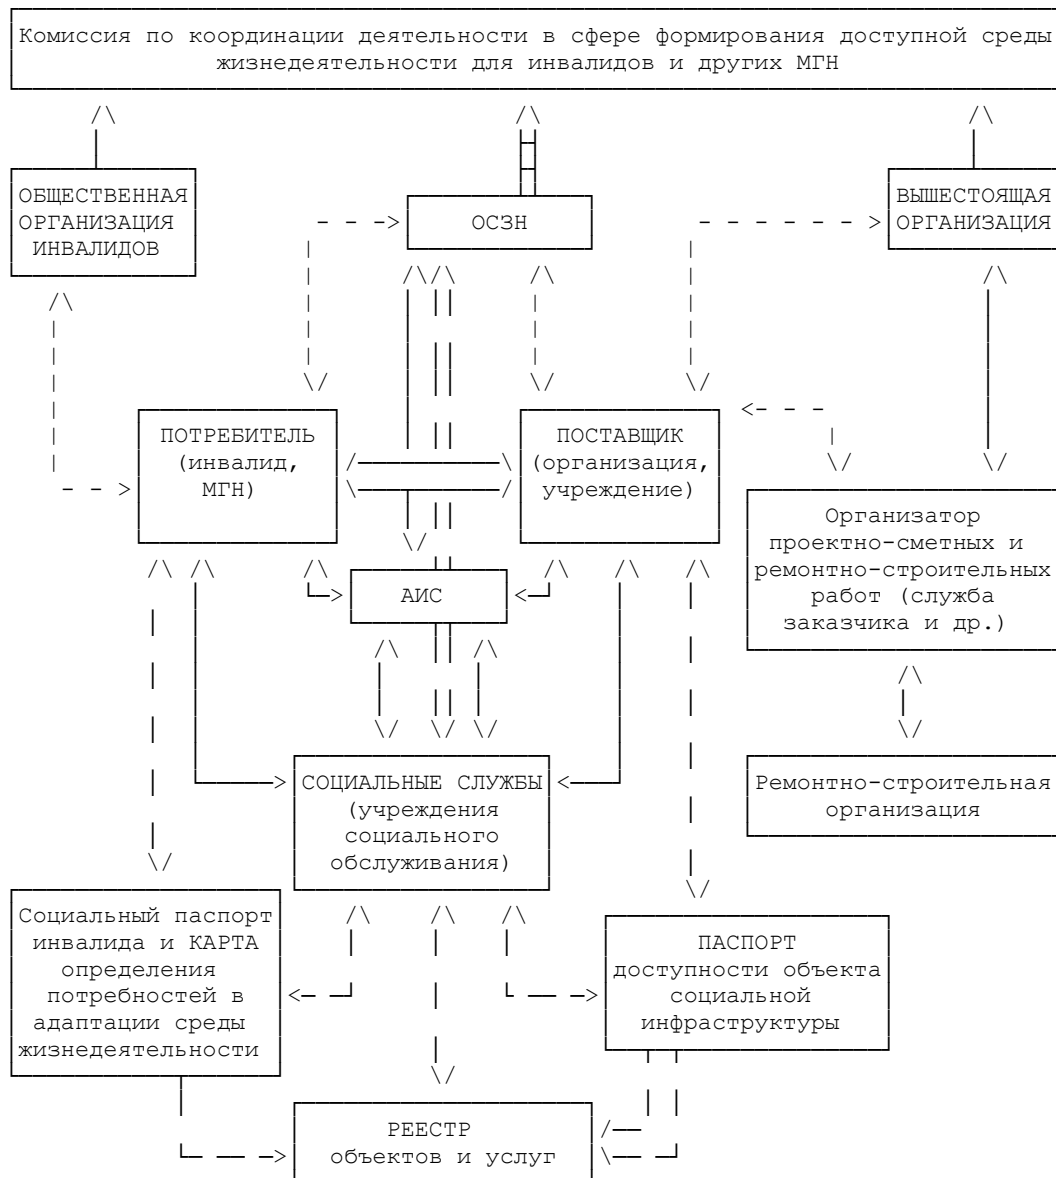 Комиссия по координации деятельности в сфере формирования доступной среды
жизнедеятельности для инвалидов и других МГН
ОБЩЕСТВЕННАЯ
ОРГАНИЗАЦИЯ
ИНВАЛИДОВ
ОСЗН
ВЫШЕСТОЯЩАЯ
ОРГАНИЗАЦИЯ
ПОТРЕБИТЕЛЬ
(инвалид,
МГН)
ПОСТАВЩИК
(организация,
учреждение)
Организатор
проектно-сметных и
ремонтно-строительных
работ (служба
заказчика и др.)
АИС
СОЦИАЛЬНЫЕ СЛУЖБЫ
(учреждения
социального
обслуживания)
Ремонтно-строительная
организация
Социальный паспорт
инвалида и КАРТА
определения
потребностей в
адаптации среды
жизнедеятельности
ПАСПОРТ
доступности объекта
социальной
инфраструктуры
РЕЕСТР
объектов и услуг